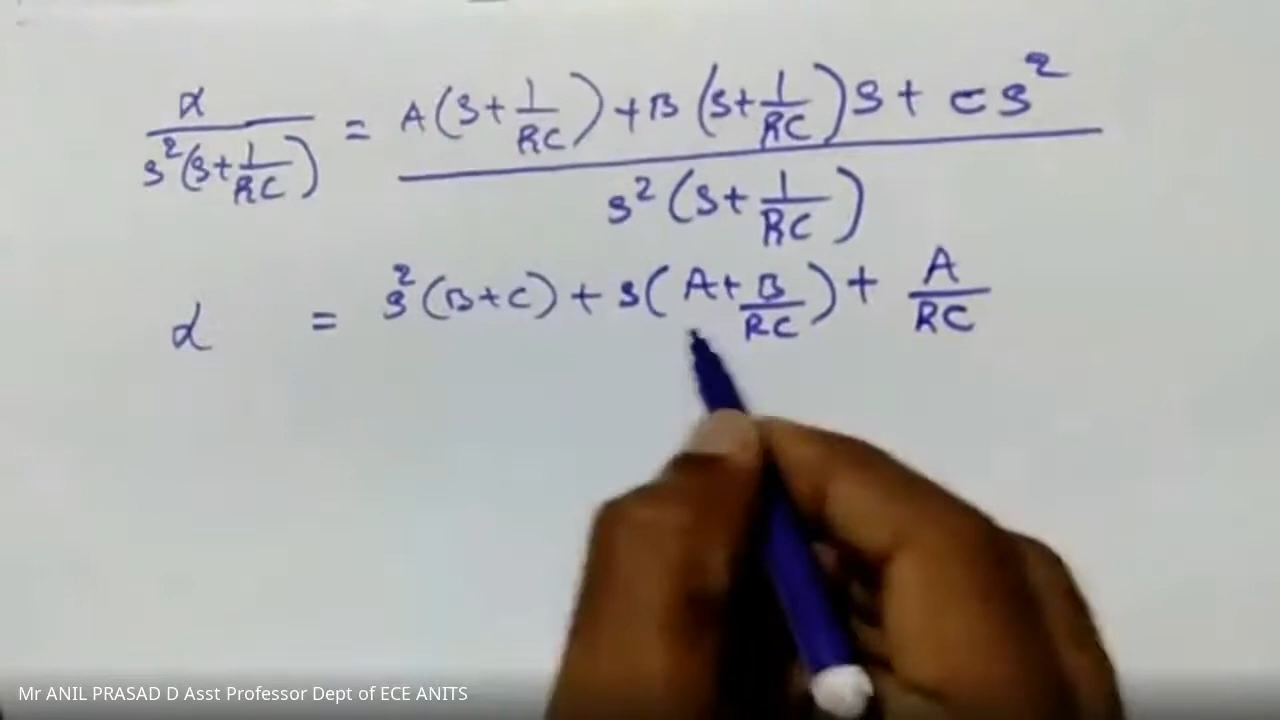 α/(s²(s+1/RC)) = (A(s+1/RC)+B(s+1/RC)s+cs²)/(s²(s+1/RC))
α = s²(B+C)+s(A+B/RC)+A/RC
Mr ANIL PRASAD D Asst Professor Dept of ECE ANITS